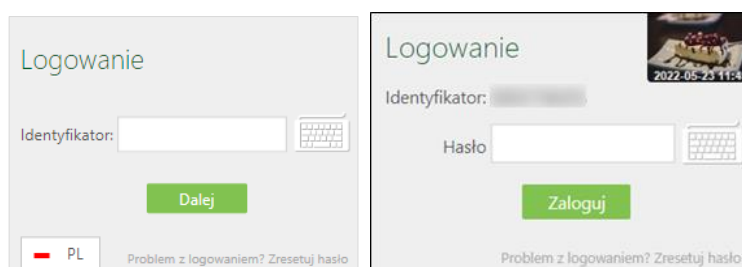 Logowanie
Identyfikator:
Dalej
PL
Problem z logowaniem? Zresetuj hasło
Logowanie
2022-05-23 11:4
Identyfikator:
Hasło
Zaloguj
Problem z logowaniem? Zresetuj hasło